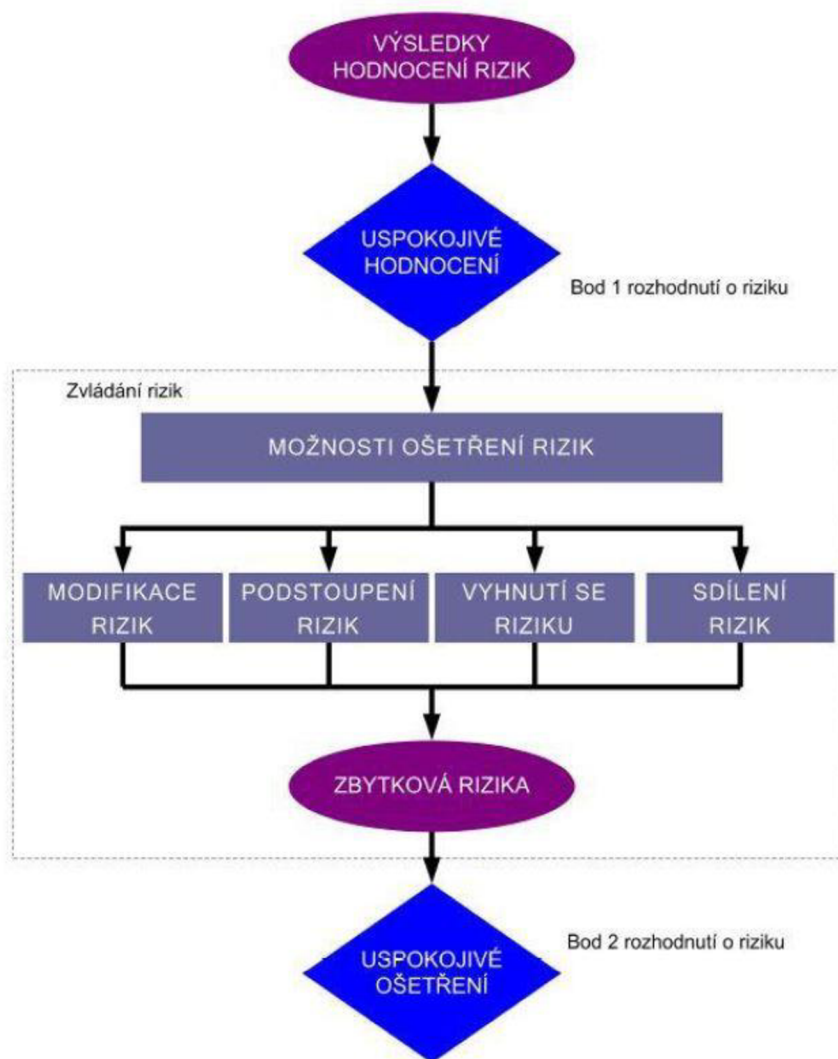 VÝSLEDKY
HODNOCENÍ RIZIK
USPOKOJIVÉ
HODNOCENÍ
Bod 1 rozhodnutí o riziku
Zvládání rizik
MOŽNOSTI OŠETŘENÍ RIZIK
MODIFIKACE
RIZIK
PODSTOUPENÍ
RIZIK
VYHNUTÍ SE
RIZIKU
SDÍLENÍ
RIZIK
ZBYTKOVÁ RIZIKA
Bod 2 rozhodnutí o riziku
USPOKOJIVÉ
OŠETŘENÍ